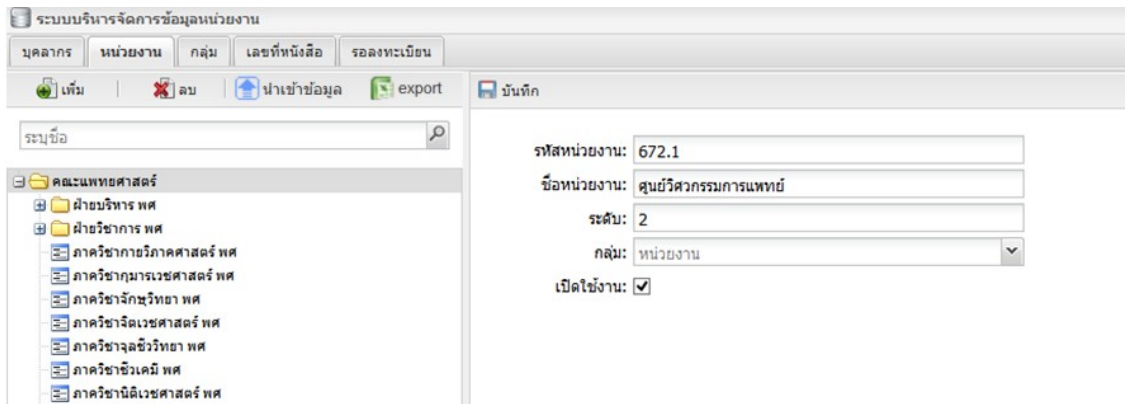 ระบบบริหารจัดการข้อมูลหน่วยงาน
บุคลากร หน่วยงาน กลุ่ม เลขที่หนังสือ รอลงทะเบียน
เพิ่ม ลบ นำเข้าข้อมูล export
ระบุชื่อ
คณะแพทยศาสตร์
ฝ่ายบริหาร พศ
ฝ่ายวิชาการ พศ
ภาควิชากายวิภาคศาสตร์ พศ
ภาควิชากุมารเวชศาสตร์ พศ
ภาควิชาจักษุวิทยา พศ
ภาควิชาจิตเวชศาสตร์ พศ
ภาควิชาจุลชีววิทยา พศ
ภาควิชาชีวเคมี พศ
ภาควิชานิติเวชศาสตร์ พศ
บันทึก
รหัสหน่วยงาน: 672.1
ชื่อหน่วยงาน: ศูนย์วิศวกรรมการแพทย์
ระดับ: 2
กลุ่ม: หน่วยงาน
เปิดใช้งาน: